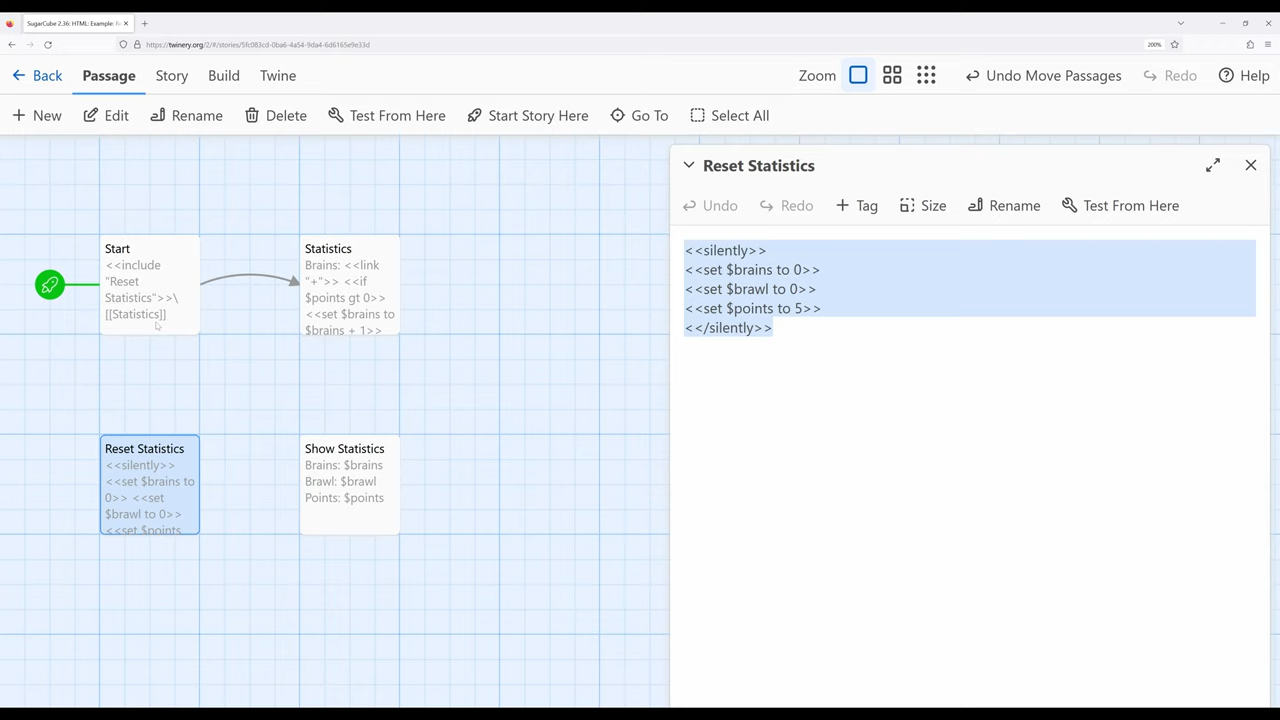 SugarCube 2.36: HTML: Example: R
https://twinery.org/2/#/stories/5fc083cd-0ba6-4a54-9da4-6d6165e9e33d
200%
Back
Passage
Story
Build
Twine
Zoom
Undo Move Passages
Redo
Help
New
Edit
Rename
Delete
Test From Here
Start Story Here
Go To
Select All
Start
<<include
"Reset
Statistics">>\
[[Statistics]]
Statistics
Brains: <<link
"+">> <<if
$points gt 0>>
<<set $brains to
$brains + 1>>
Reset Statistics
<<silently>>
<<set $brains to
0>> <<set
$brawl to 0>>
<<set $points
Show Statistics
Brains: $brains
Brawl: $brawl
Points: $points
Reset Statistics
Undo
Redo
Tag
Size
Rename
Test From Here
<<silently>>
<<set $brains to 0>>
<<set $brawl to 0>>
<<set $points to 5>>
<</silently>>